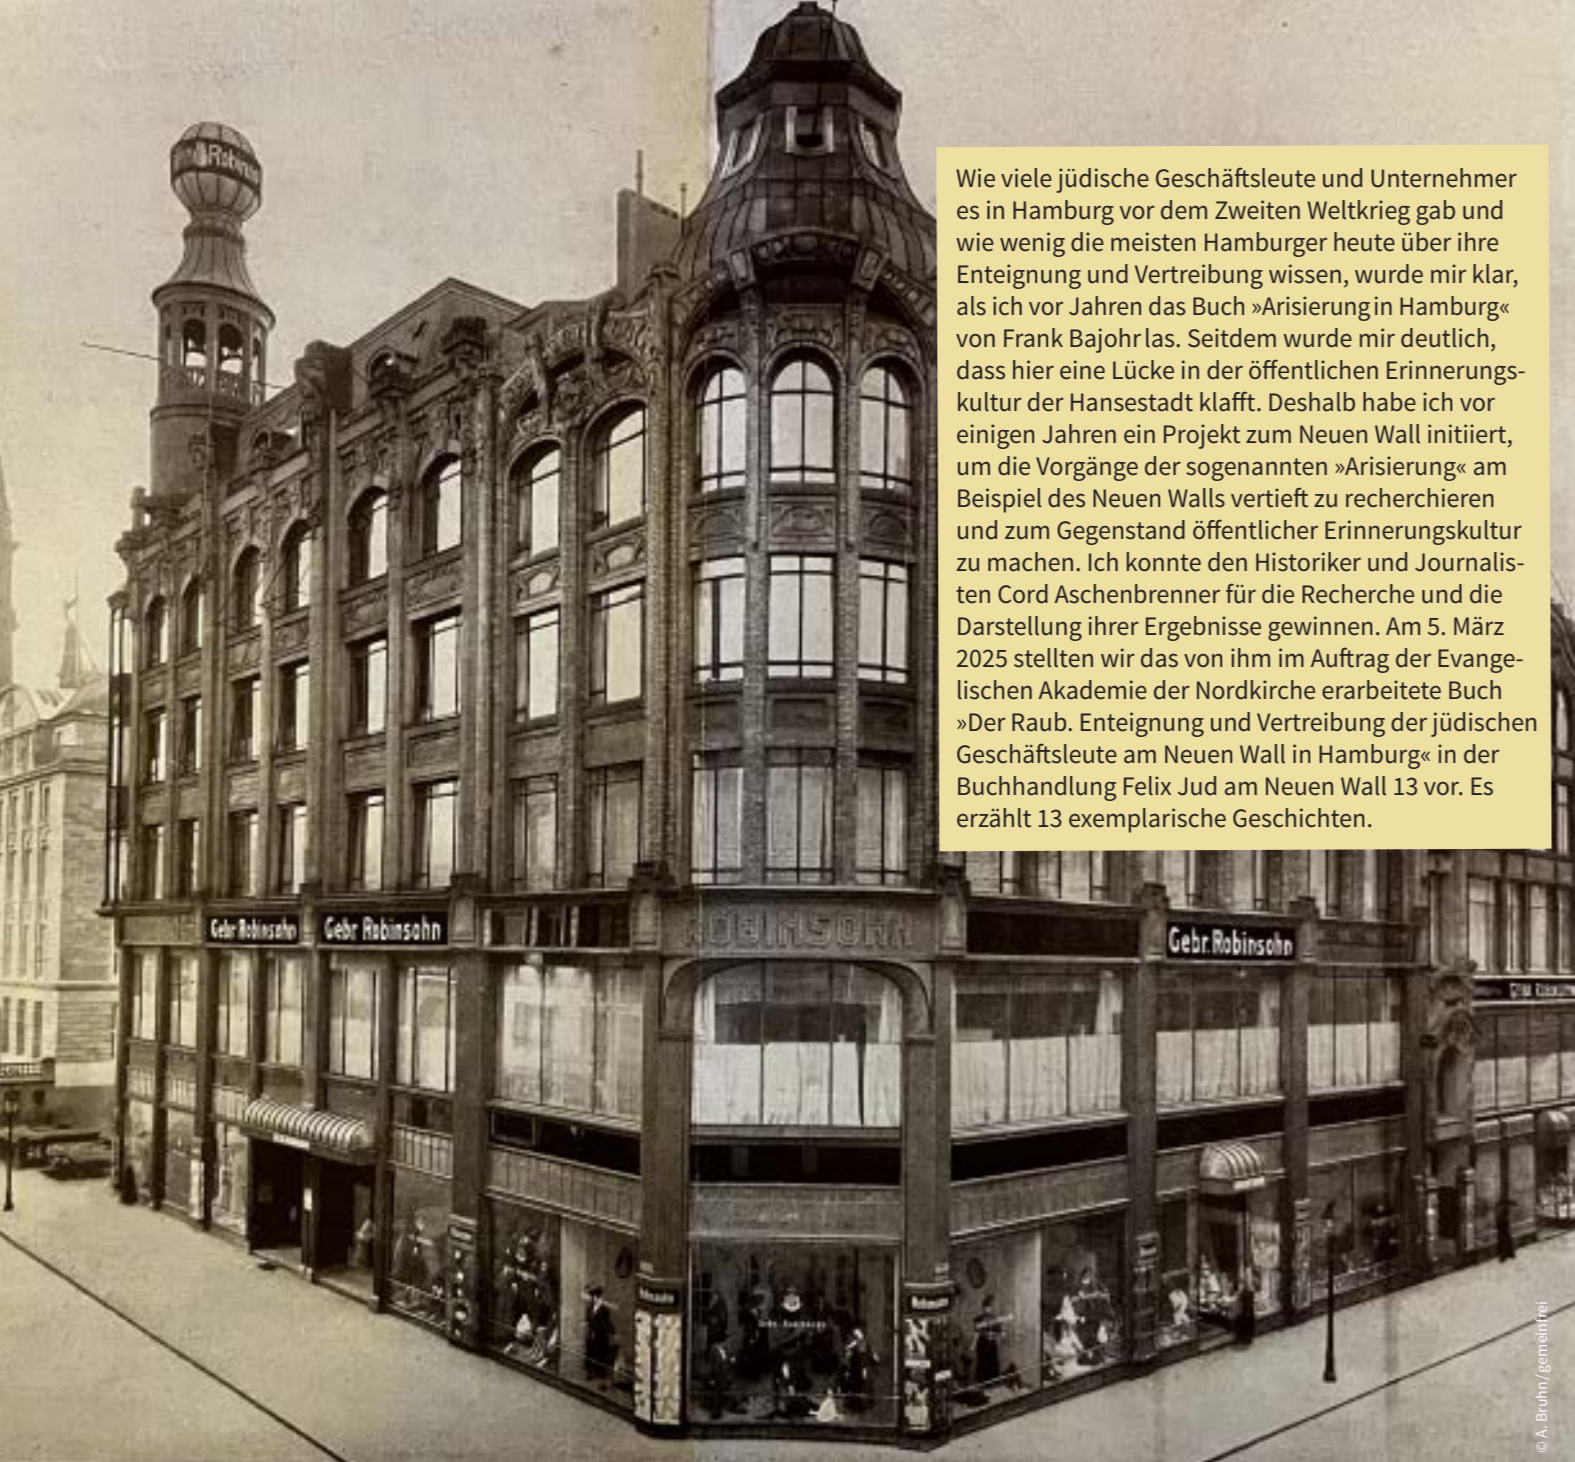 Robinsohn
Wie viele jüdische Geschäftsleute und Unternehmer
es in Hamburg vor dem Zweiten Weltkrieg gab und
wie wenig die meisten Hamburger heute über ihre
Enteignung und Vertreibung wissen, wurde mir klar,
als ich vor Jahren das Buch »Arisierung in Hamburg«
von Frank Bajohr las. Seitdem wurde mir deutlich,
dass hier eine Lücke in der öffentlichen Erinnerungs-
kultur der Hansestadt klafft. Deshalb habe ich vor
einigen Jahren ein Projekt zum Neuen Wall initiiert,
um die Vorgänge der sogenannten »Arisierung« am
Beispiel des Neuen Walls vertieft zu recherchieren
und zum Gegenstand öffentlicher Erinnerungskultur
zu machen. Ich konnte den Historiker und Journalis-
ten Cord Aschenbrenner für die Recherche und die
Darstellung ihrer Ergebnisse gewinnen. Am 5. März
2025 stellten wir das von ihm im Auftrag der Evange-
lischen Akademie der Nordkirche erarbeitete Buch
»Der Raub. Enteignung und Vertreibung der jüdischen
Geschäftsleute am Neuen Wall in Hamburg« in der
Buchhandlung Felix Jud am Neuen Wall 13 vor. Es
erzählt 13 exemplarische Geschichten.
Gebr Robinsohn
Gebr Robinsohn
ROBINSOHN
Gebr. Robinsohn
© A. Bruhn / gemeinfrei